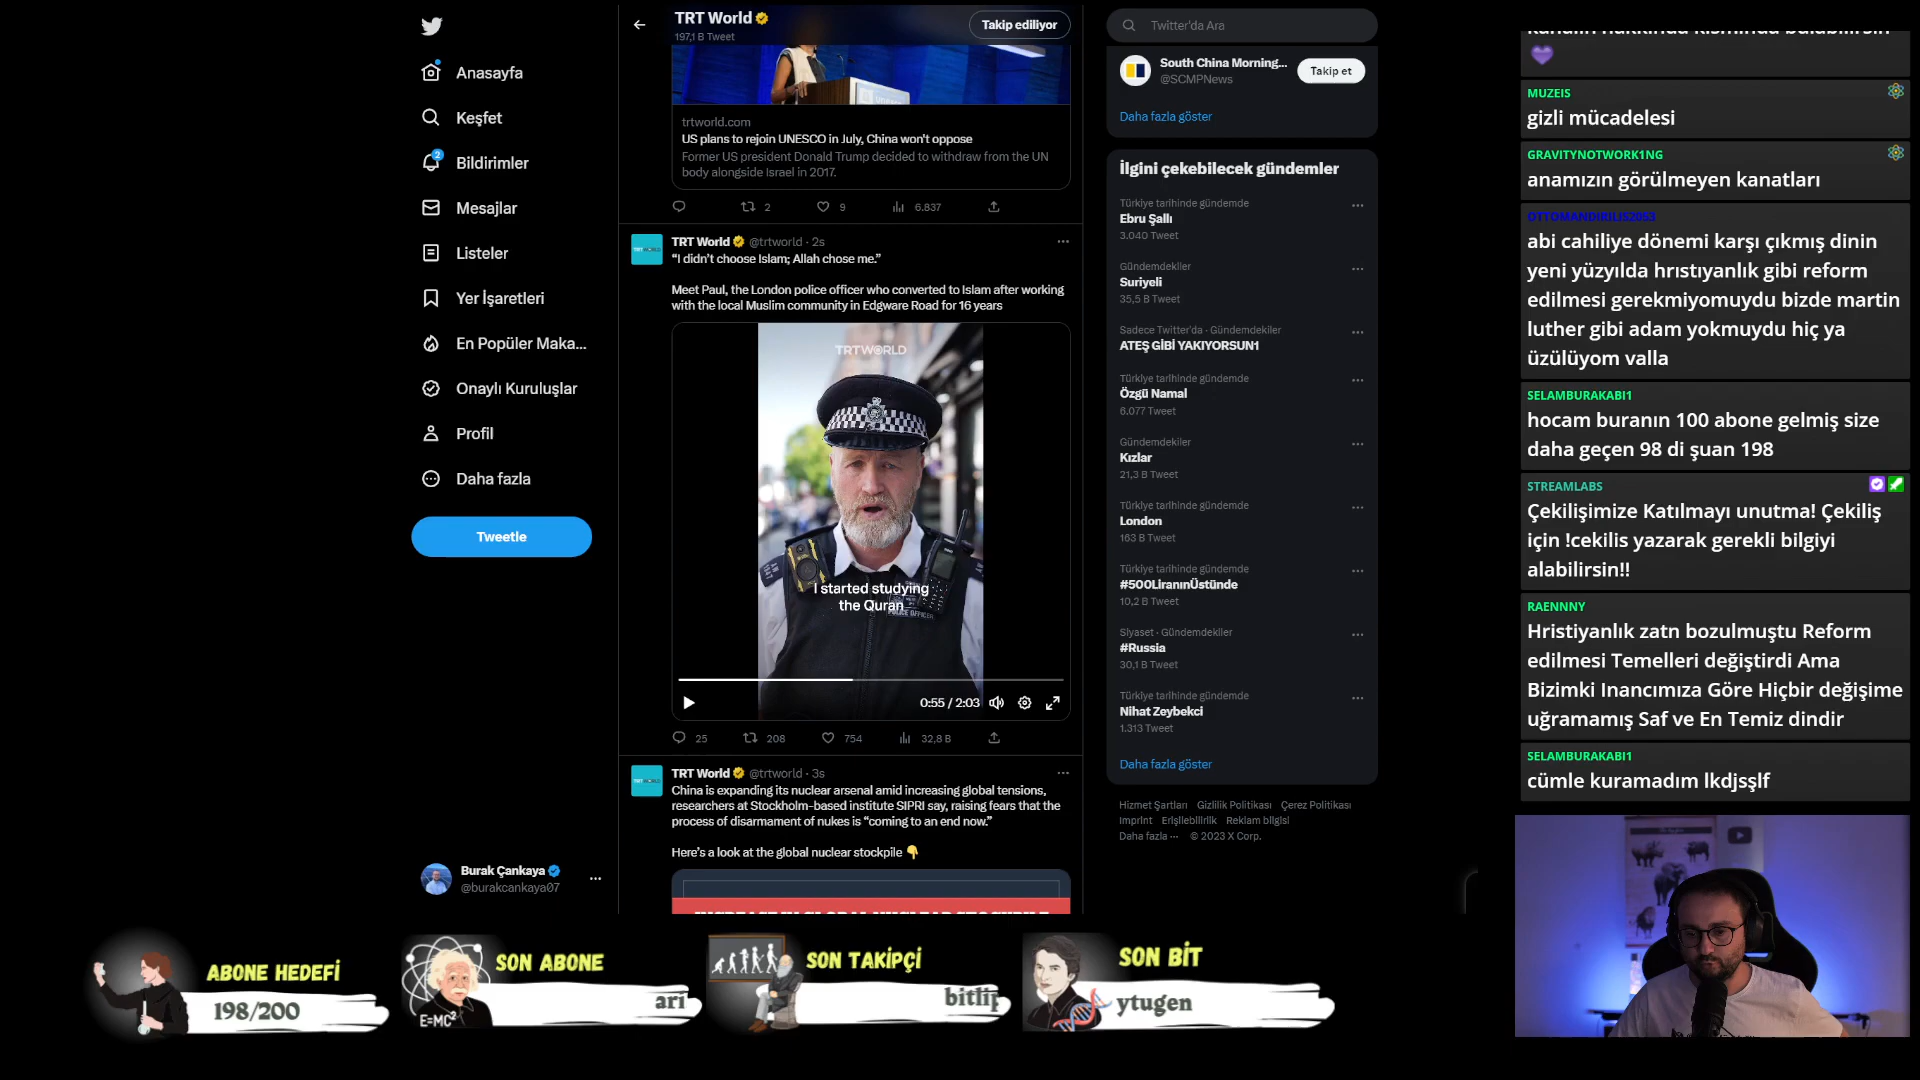 Anasayfa
Keşfet
2
Bildirimler
Mesajlar
Listeler
Yer İşaretleri
En Popüler Maka...
Onaylı Kuruluşlar
Profil
Daha fazla
Tweetle
Burak Çankaya
@burakcankaya07
TRT World
197,1 B Tweet
Takip ediliyor
trtworld.com
US plans to rejoin UNESCO in July, China won't oppose
Former US president Donald Trump decided to withdraw from the UN
body alongside Israel in 2017.
2
9
6.837
TRT World @trtworld · 2s
“I didn’t choose Islam; Allah chose me.”
Meet Paul, the London police officer who converted to Islam after working
with the local Muslim community in Edgware Road for 16 years
TRT WORLD
I started studying
the Quran
POLICE OFFICER
0:55 / 2:03
25
208
754
32,8 B
TRT World @trtworld · 3s
China is expanding its nuclear arsenal amid increasing global tensions,
researchers at Stockholm-based institute SIPRI say, raising fears that the
process of disarmament of nukes is “coming to an end now.”
Here’s a look at the global nuclear stockpile 👇
Twitter'da Ara
South China Morning...
@SCMPNews
Takip et
Daha fazla göster
İlgini çekebilecek gündemler
Türkiye tarihinde gündemde
Ebru Şallı
3.040 Tweet
Gündemdekiler
Suriyeli
35,5 B Tweet
Sadece Twitter'da · Gündemdekiler
ATEŞ GİBİ YAKIYORSUN1
Türkiye tarihinde gündemde
Özgü Namal
6.077 Tweet
Gündemdekiler
Kızlar
21,3 B Tweet
Türkiye tarihinde gündemde
London
163 B Tweet
Türkiye tarihinde gündemde
#500LiranınÜstünde
10,2 B Tweet
Siyaset · Gündemdekiler
#Russia
30,1 B Tweet
Türkiye tarihinde gündemde
Nihat Zeybekci
1.313 Tweet
Daha fazla göster
Hizmet Şartları Gizlilik Politikası Çerez Politikası
Imprint Erişilebilirlik Reklam bilgisi
Daha fazla ··· © 2023 X Corp.
kanalın hakkında kısmında bulabilirsin
💜
MUZEIS
gizli mücadelesi
GRAVITYNOTWORK1NG
anamızın görülmeyen kanatları
OTTOMANDIRILIS2053
abi cahiliye dönemi karşı çıkmış dinin
yeni yüzyılda hrıstıyanlık gibi reform
edilmesi gerekmiyomuydu bizde martin
luther gibi adam yokmuydu hiç ya
üzülüyom valla
SELAMBURAKABI1
hocam buranın 100 abone gelmiş size
daha geçen 98 di şuan 198
STREAMLABS
Çekilişimize Katılmayı unutma! Çekiliş
için !cekilis yazarak gerekli bilgiyi
alabilirsin!!
RAENNNY
Hristiyanlık zatn bozulmuştu Reform
edilmesi Temelleri değiştirdi Ama
Bizimki Inancımıza Göre Hiçbir değişime
uğramamış Saf ve En Temiz dindir
SELAMBURAKABI1
cümle kuramadım lkdjsşlf
ABONE HEDEFİ
198/200
E=MC²
SON ABONE
ari
SON TAKİPÇİ
bitlip
SON BİT
ytugen